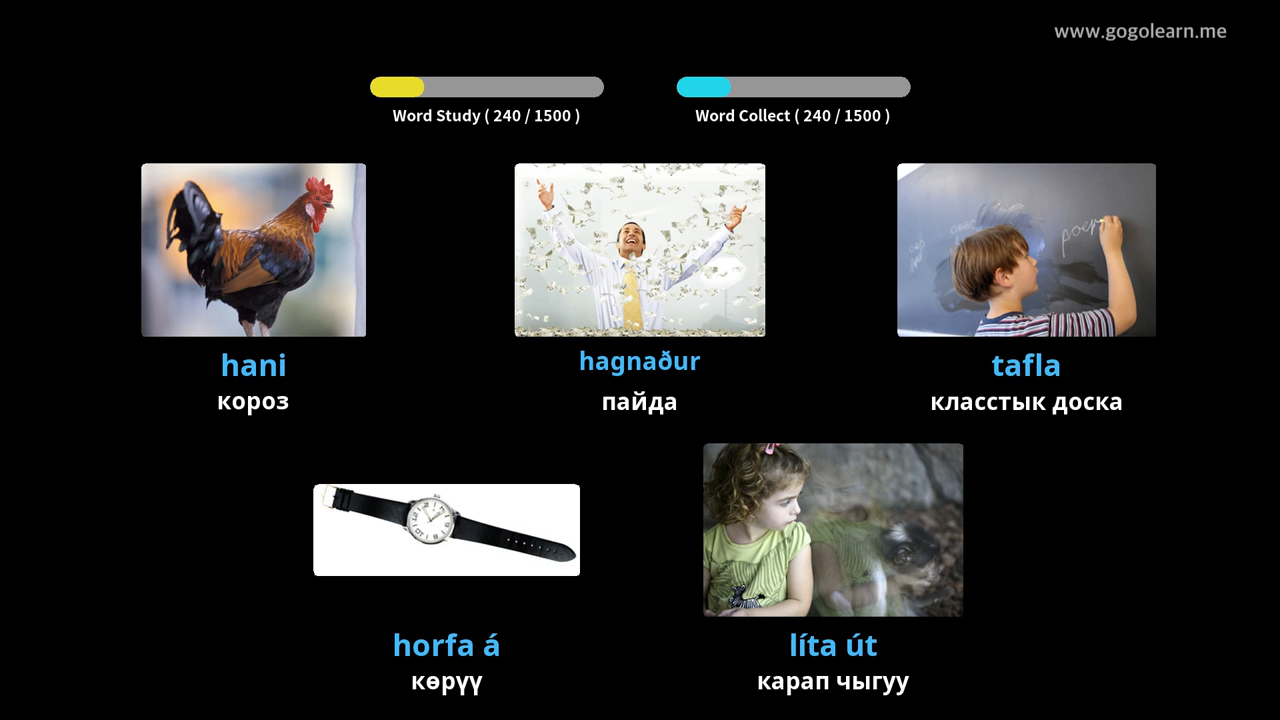 www.gogolearn.me
Word Study ( 240 / 1500 )
Word Collect ( 240 / 1500 )
hani
короз
hagnaður
пайда
poer
tafla
класстык доска
horfa á
көрүү
líta út
карап чыгуу